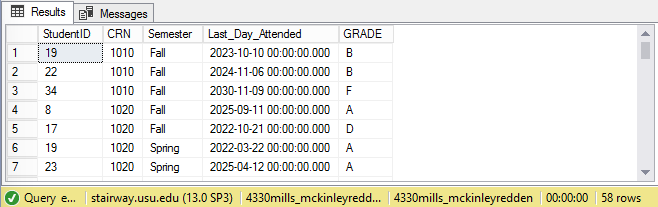 Results Messages
StudentID CRN Semester Last_Day_Attended GRADE
1 19 1010 Fall 2023-10-10 00:00:00.000 B
2 22 1010 Fall 2024-11-06 00:00:00.000 B
3 34 1010 Fall 2030-11-09 00:00:00.000 F
4 8 1020 Fall 2025-09-11 00:00:00.000 A
5 17 1020 Fall 2022-10-21 00:00:00.000 D
6 19 1020 Spring 2022-03-22 00:00:00.000 A
7 23 1020 Spring 2025-04-12 00:00:00.000 A
Query e... stairway.usu.edu (13.0 SP3) 4330mills_mckinleyredd... 4330mills_mckinleyredden 00:00:00 58 rows